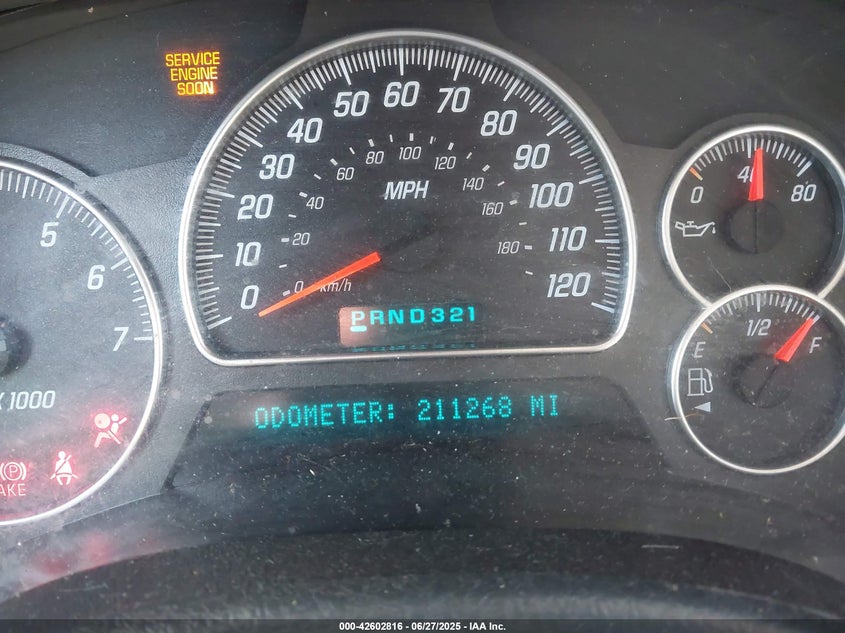 SERVICE
ENGINE
SOON
0 10 20 30 40 50 60 70 80 90 100 110 120
0 20 40 60 80 100 120 140 160 180
MPH
km/h
PRND321
ODOMETER: 211268 MI
5
6
7
X 1000
0 40 80
E 1/2 F
(P)
000-42602816 - 06/27/2025 - IAA Inc.